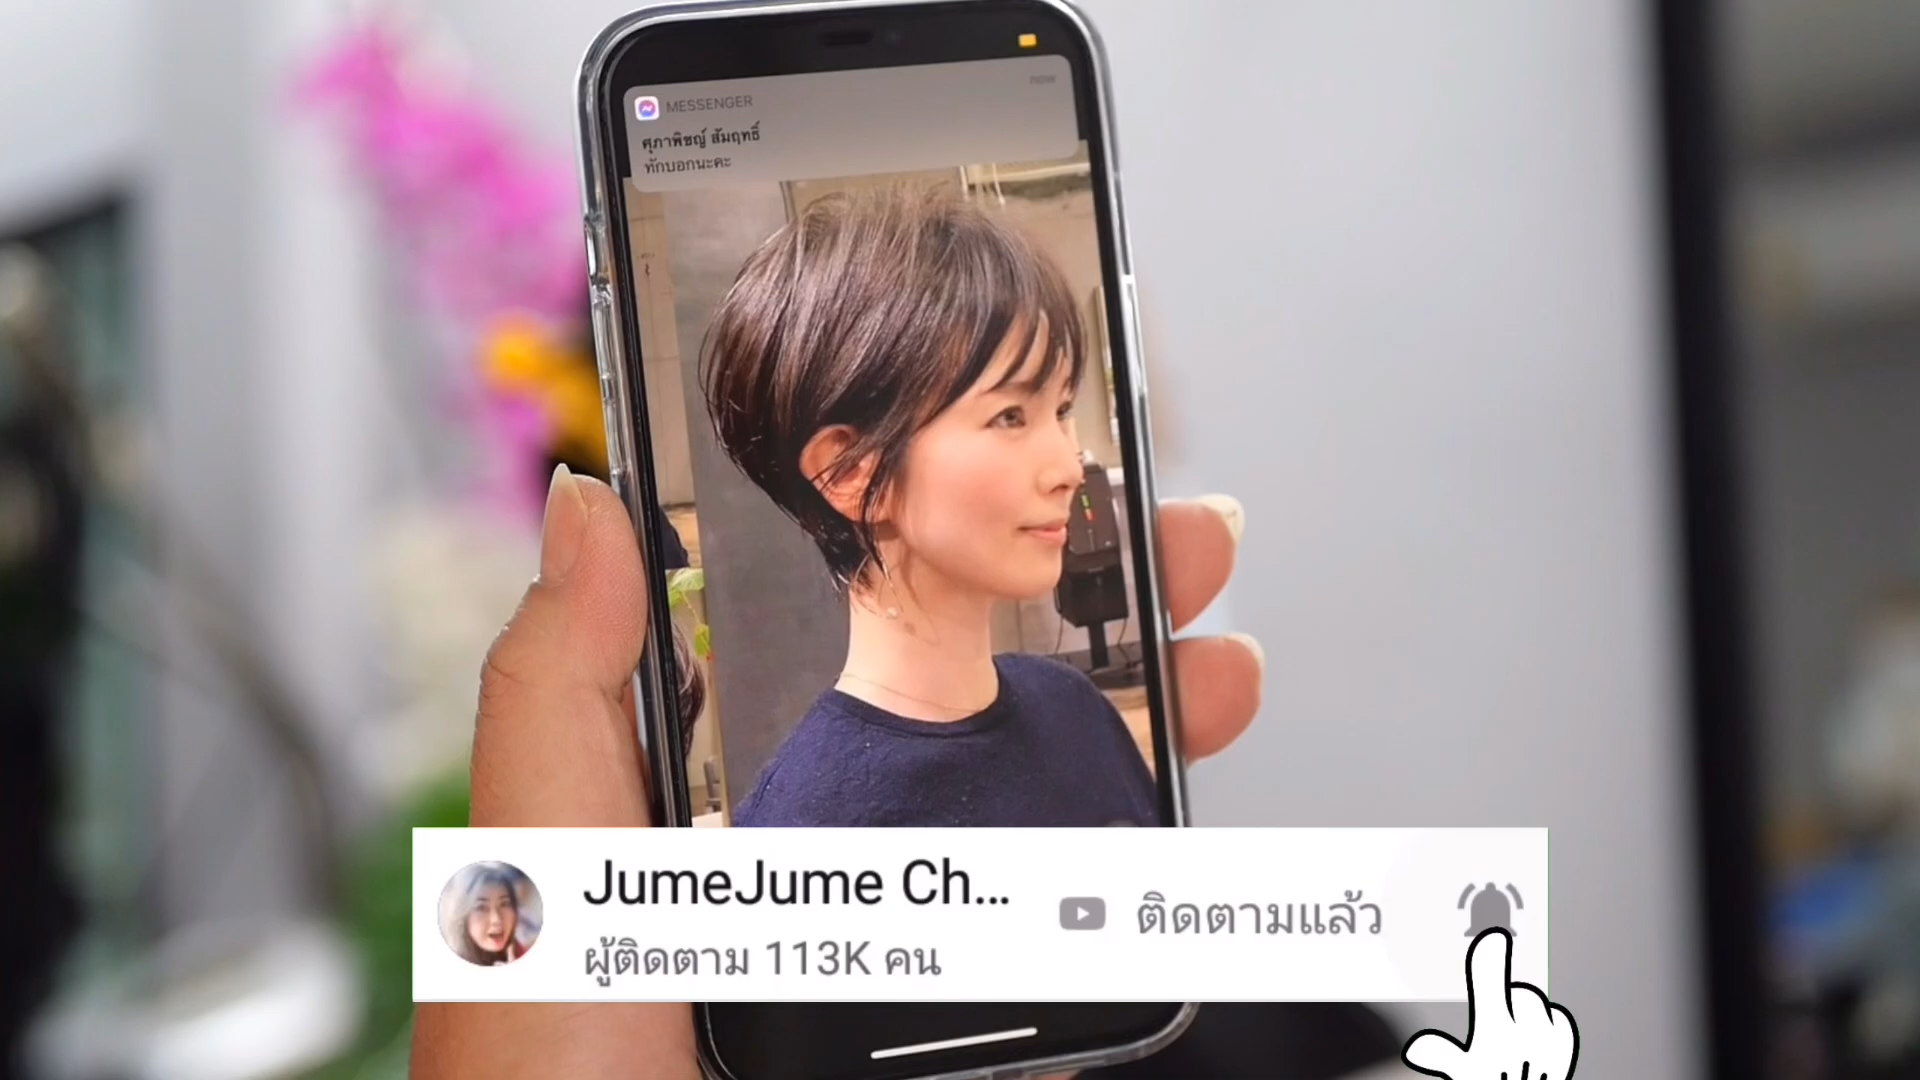 now
MESSENGER
ศุภาพิชญ์ สัมฤทธิ์
ทักบอกนะคะ
JumeJume Ch...
ผู้ติดตาม 113K คน
ติดตามแล้ว